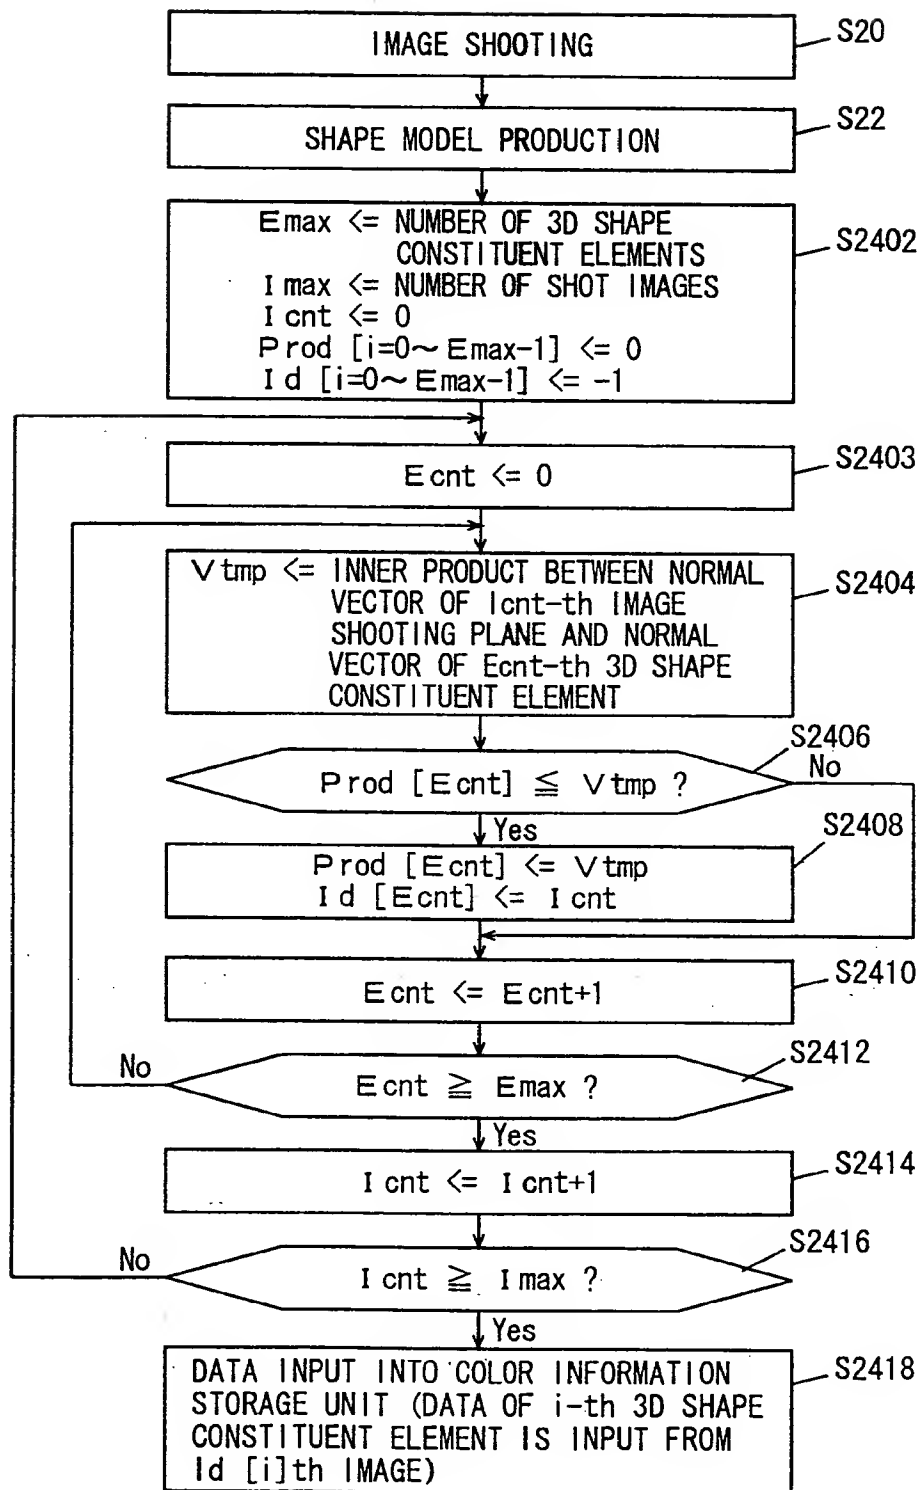 IMAGE SHOOTING
S20
SHAPE MODEL PRODUCTION
S22
Emax <= NUMBER OF 3D SHAPE
CONSTITUENT ELEMENTS
Imax <= NUMBER OF SHOT IMAGES
Icnt <= 0
Prod [i=0~Emax-1] <= 0
Id [i=0~Emax-1] <= -1
S2402
Ecnt <= 0
S2403
Vtmp <= INNER PRODUCT BETWEEN NORMAL
VECTOR OF Icnt-th IMAGE
SHOOTING PLANE AND NORMAL
VECTOR OF Ecnt-th 3D SHAPE
CONSTITUENT ELEMENT
S2404
Prod [Ecnt] ≦ Vtmp ?
S2406
No
Yes
Prod [Ecnt] <= Vtmp
Id [Ecnt] <= Icnt
S2408
Ecnt <= Ecnt+1
S2410
No
Ecnt ≧ Emax ?
S2412
Yes
Icnt <= Icnt+1
S2414
No
Icnt ≧ Imax ?
S2416
Yes
DATA INPUT INTO COLOR INFORMATION
STORAGE UNIT (DATA OF i-th 3D SHAPE
CONSTITUENT ELEMENT IS INPUT FROM
Id [i]th IMAGE)
S2418